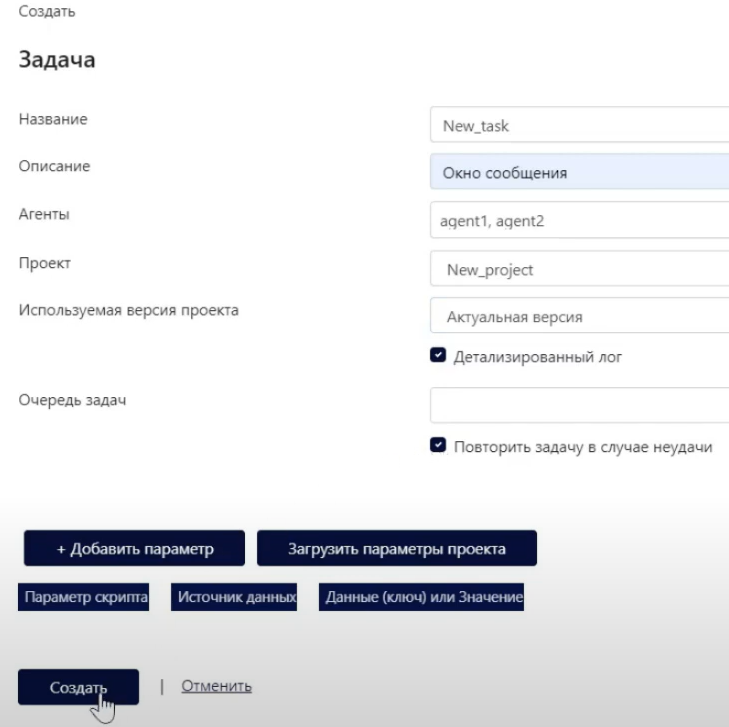 Создать
Задача
Название
New_task
Описание
Окно сообщения
Агенты
agent1, agent2
Проект
New_project
Используемая версия проекта
Актуальная версия
Детализированный лог
Очередь задач
Повторить задачу в случае неудачи
+ Добавить параметр
Загрузить параметры проекта
Параметр скрипта
Источник данных
Данные (ключ) или Значение
Создать | Отменить